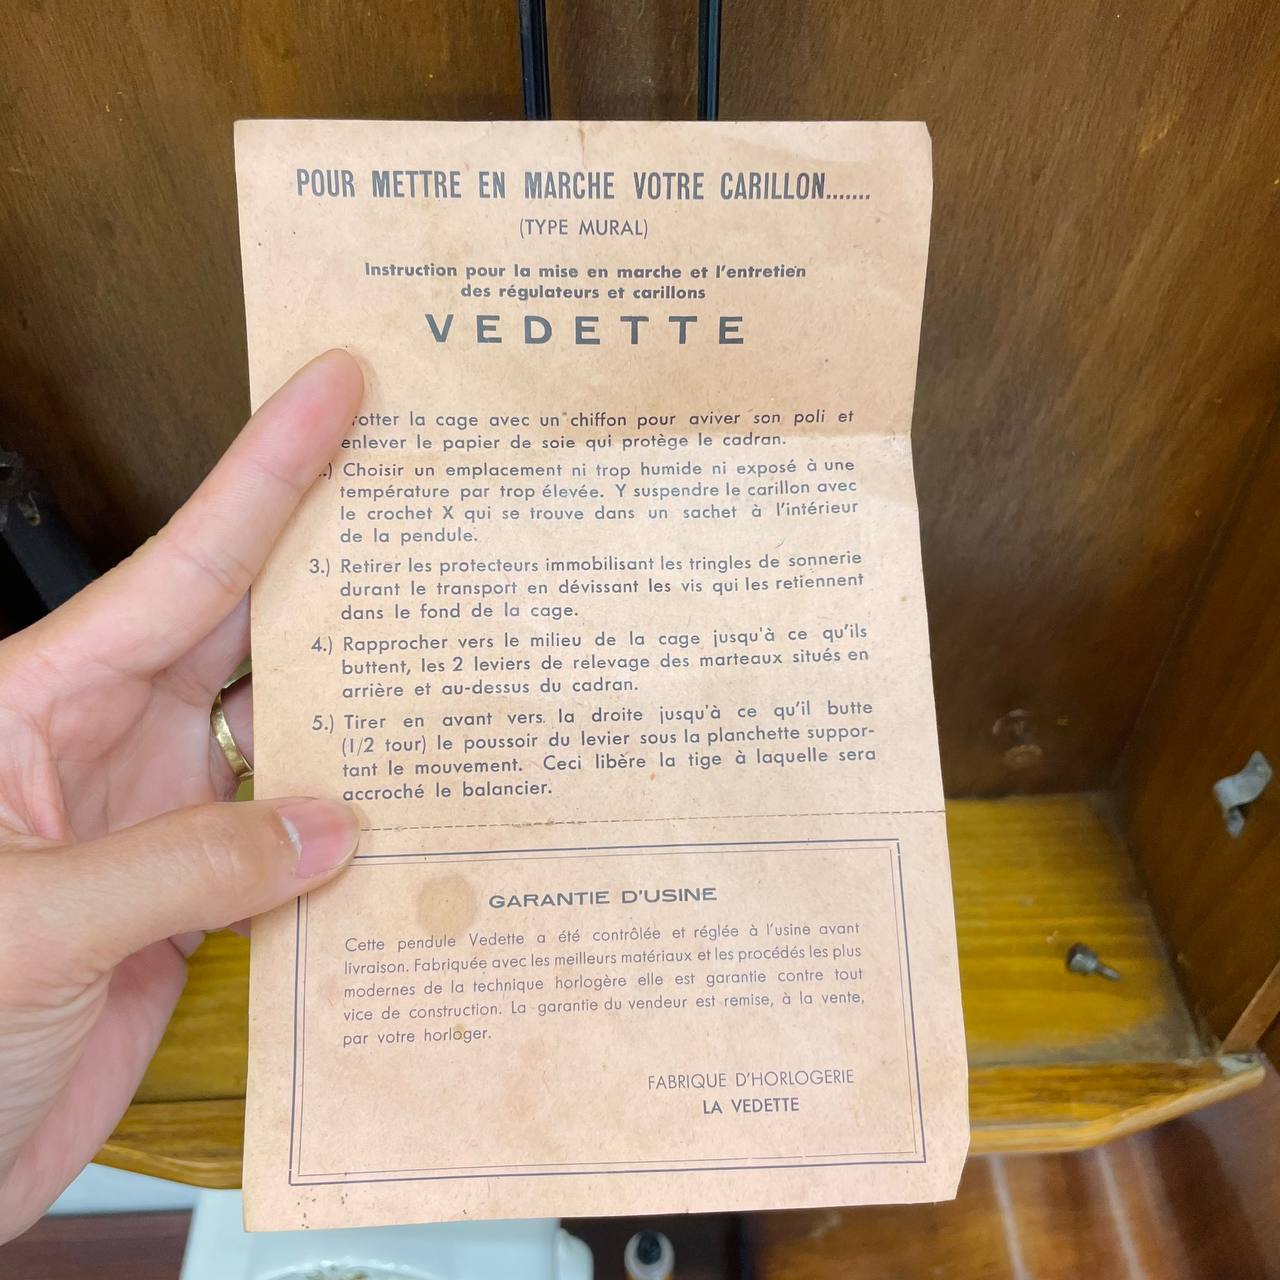 POUR METTRE EN MARCHE VOTRE CARILLON.......
(TYPE MURAL)
Instruction pour la mise en marche et l'entretien
des régulateurs et carillons
VEDETTE
la cage avec un chiffon pour aviver son poli et
enlever le papier de soie qui protège le cadran.
Choisir un emplacement ni trop humide ni exposé à une
température par trop élevée. Y suspendre le carillon avec
le crochet X qui se trouve dans un sachet à l'intérieur
de la pendule.
3.) Retirer les protecteurs immobilisant les tringles de sonnerie
durant le transport en dévissant les vis qui les retiennent
dans le fond de la cage.
4.) Rapprocher vers le milieu de la cage jusqu'à ce qu'ils
buttent, les 2 leviers de relevage des marteaux situés en
arrière et au-dessus du cadran.
5.) Tirer en avant vers la droite jusqu'à ce qu'il butte
(1/2 tour) le poussoir du levier sous la planchette suppor-
tant le mouvement. Ceci libère la tige à laquelle sera
accroché le balancier.
GARANTIE D'USINE
Cette pendule Vedette a été contrôlée et réglée à l'usine avant
livraison. Fabriquée avec les meilleurs matériaux et les procédés les plus
modernes de la technique horlogère elle est garantie contre tout
vice de construction. La garantie du vendeur est remise, à la vente,
par votre horloger.
FABRIQUE D'HORLOGERIE
LA VEDETTE